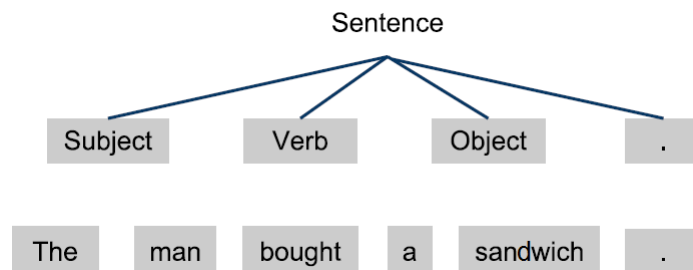 Sentence
Subject Verb Object .
The man bought a sandwich .